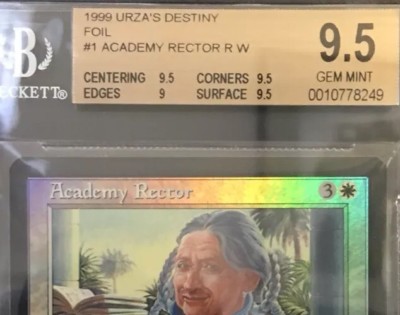 1999 URZA'S DESTINY
FOIL
#1 ACADEMY RECTOR R W
9.5
GEM MINT
CENTERING 9.5 CORNERS 9.5
EDGES 9 SURFACE 9.5
0010778249
B
ECKETT®
Academy Rector 3